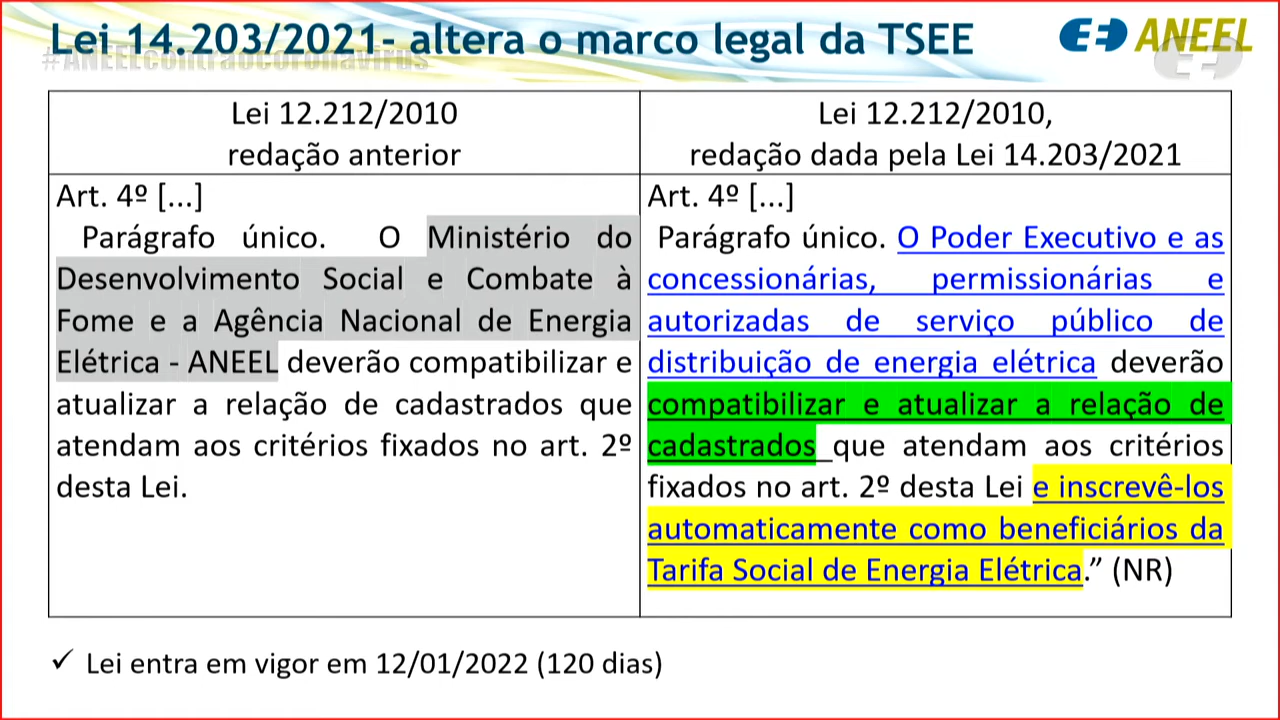 Lei 14.203/2021- altera o marco legal da TSEE
ANEEL
#ANEELcontraocoronavírus
Lei 12.212/2010
redação anterior
Lei 12.212/2010,
redação dada pela Lei 14.203/2021
Art. 4º [...]
Parágrafo único. O Ministério do
Desenvolvimento Social e Combate à
Fome e a Agência Nacional de Energia
Elétrica - ANEEL deverão compatibilizar e
atualizar a relação de cadastrados que
atendam aos critérios fixados no art. 2º
desta Lei.
Art. 4º [...]
Parágrafo único. O Poder Executivo e as
concessionárias, permissionárias e
autorizadas de serviço público de
distribuição de energia elétrica deverão
compatibilizar e atualizar a relação de
cadastrados que atendam aos critérios
fixados no art. 2º desta Lei e inscrevê-los
automaticamente como beneficiários da
Tarifa Social de Energia Elétrica.” (NR)
✓ Lei entra em vigor em 12/01/2022 (120 dias)